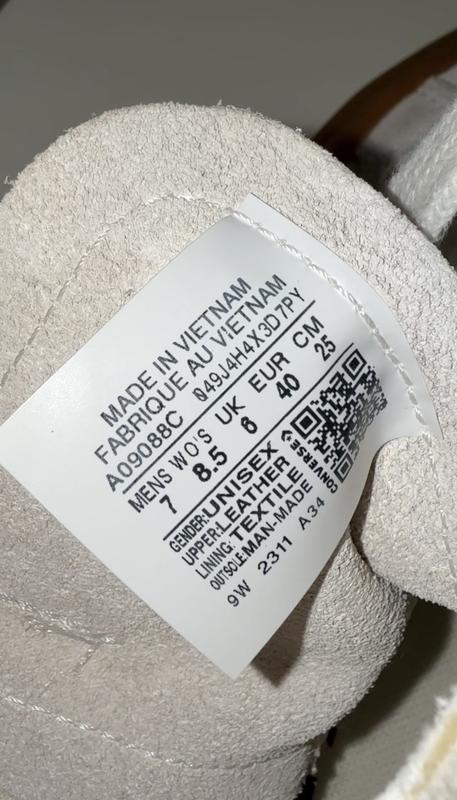 MADE IN VIETNAM
FABRIQUE AU VIETNAM
A09088C 049J4H4X3D7PY
MENS WO'S UK EUR CM
7 8.5 6 40 25
GENDER:UNISEX
UPPER:LEATHER
LINING:TEXTILE
OUTSOLE:MAN-MADE
9W 2311 A34
CONVERSE